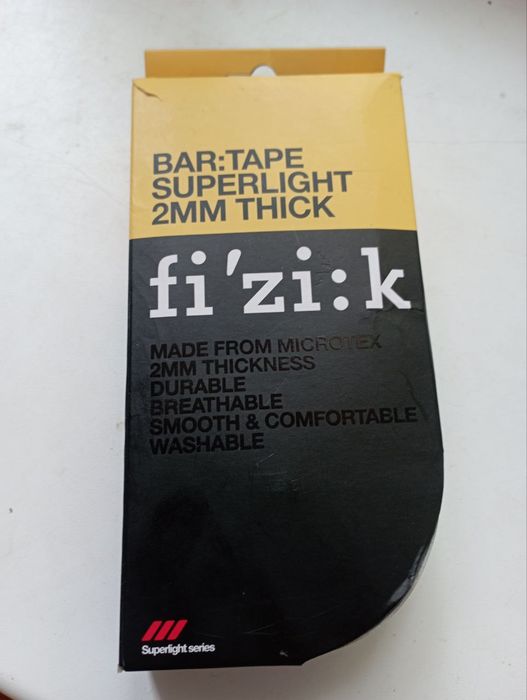 BAR:TAPE
SUPERLIGHT
2MM THICK
fi'zi:k
MADE FROM MICROTEX
2MM THICKNESS
DURABLE
BREATHABLE
SMOOTH & COMFORTABLE
WASHABLE
Superlight series